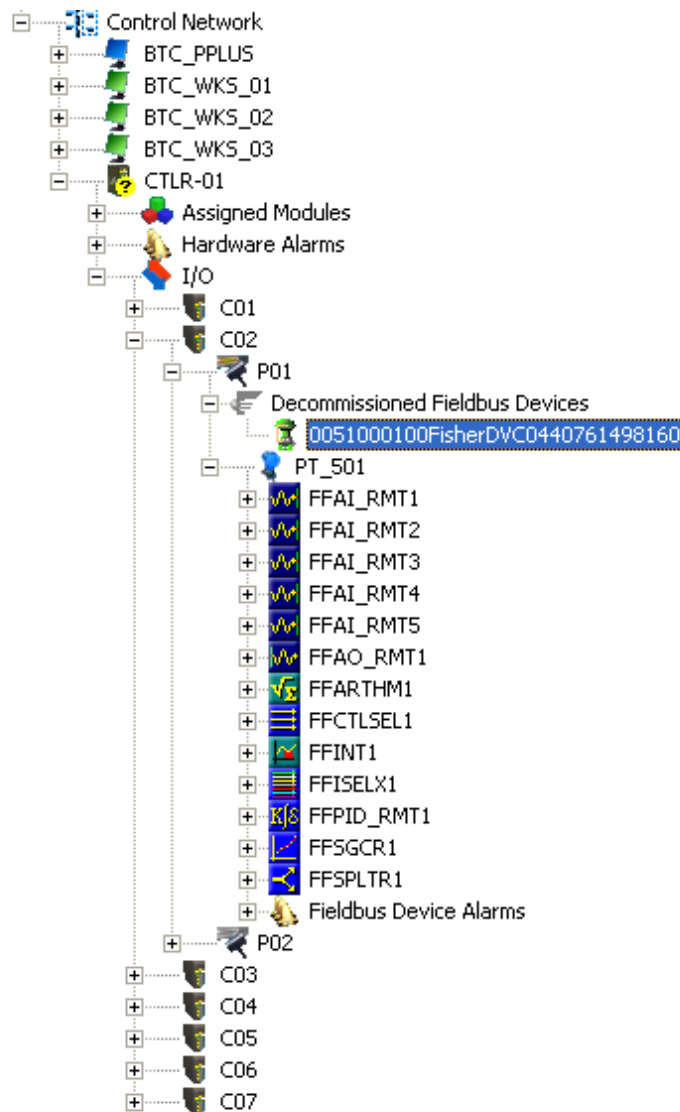 Control Network
BTC_PPLUS
BTC_WKS_01
BTC_WKS_02
BTC_WKS_03
CTLR-01
Assigned Modules
Hardware Alarms
I/O
C01
C02
P01
Decommissioned Fieldbus Devices
0051000100FisherDVC0440761498160
PT_501
FFAI_RMT1
FFAI_RMT2
FFAI_RMT3
FFAI_RMT4
FFAI_RMT5
FFAO_RMT1
FFARTHM1
FFCTLSEL1
FFINT1
FFISELX1
FFPID_RMT1
FFSGCR1
FFSPLTR1
Fieldbus Device Alarms
P02
C03
C04
C05
C06
C07